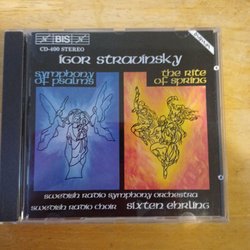 BIS
CD-400 STEREO
IGOR STRAVINSKY
SYMPHONY OF PSALMS
THE RITE OF SPRING
SWEDISH RADIO SYMPHONY ORCHESTRA
SWEDISH RADIO CHOIR SIXTEN EHRLING